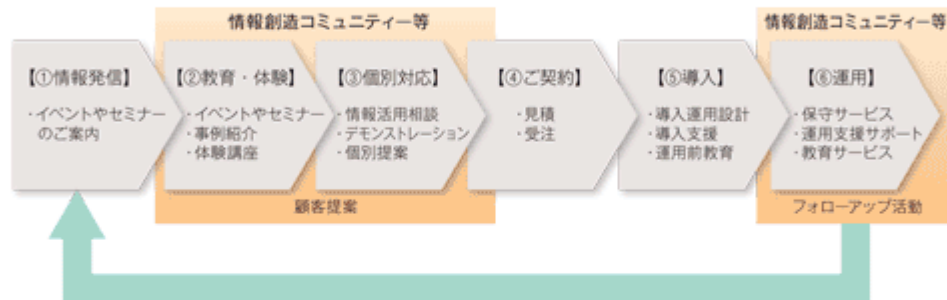 情報創造コミュニティー等
情報創造コミュニティー等
【①情報発信】
・イベントやセミナー
のご案内
【②教育・体験】
・イベントやセミナー
・事例紹介
・体験講座
【③個別対応】
・情報活用相談
・デモンストレーション
・個別提案
【④ご契約】
・見積
・受注
【⑤導入】
・導入運用設計
・導入支援
・運用前教育
【⑥運用】
・保守サービス
・運用支援サポート
・教育サービス
顧客提案
フォローアップ活動